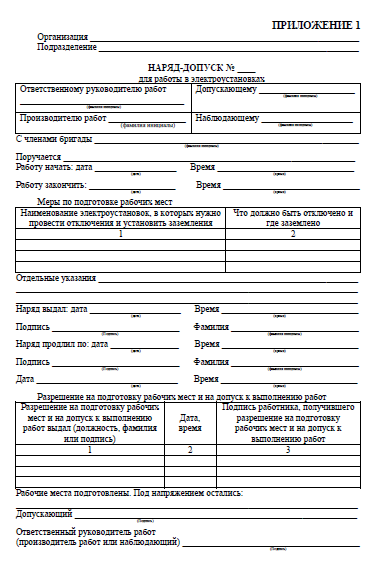 ПРИЛОЖЕНИЕ 1
Организация
Подразделение
НАРЯД-ДОПУСК №
для работы в электроустановках
Ответственному руководителю работ
(фамилия инициалы)
Допускающему
(фамилия инициалы)
Производителю работ
(фамилия инициалы)
Наблюдающему
(фамилия инициалы)
С членами бригады
(фамилия инициалы)
Поручается
Работу начать: дата Время
(дата) (время)
Работу закончить: Время
(дата) (время)
Меры по подготовке рабочих мест
Наименование электроустановок, в которых нужно
провести отключения и установить заземления
Что должно быть отключено и
где заземлено
1 2
Отдельные указания
Наряд выдал: дата Время
(дата) (время)
Подпись Фамилия
(Подпись) (фамилия инициалы)
Наряд продлил по: дата Время
(дата) (время)
Подпись Фамилия
(Подпись) (фамилия инициалы)
Дата Время
(дата) (время)
Разрешение на подготовку рабочих мест и на допуск к выполнению работ
Разрешение на подготовку рабочих
мест и на допуск к выполнению
работ выдал (должность, фамилия
или подпись)
Дата,
время
Подпись работника, получившего
разрешение на подготовку
рабочих мест и на допуск к
выполнению работ
1 2 3
Рабочие места подготовлены. Под напряжением остались:
Допускающий
(Подпись)
Ответственный руководитель работ
(производитель работ или наблюдающий)
(Подпись)